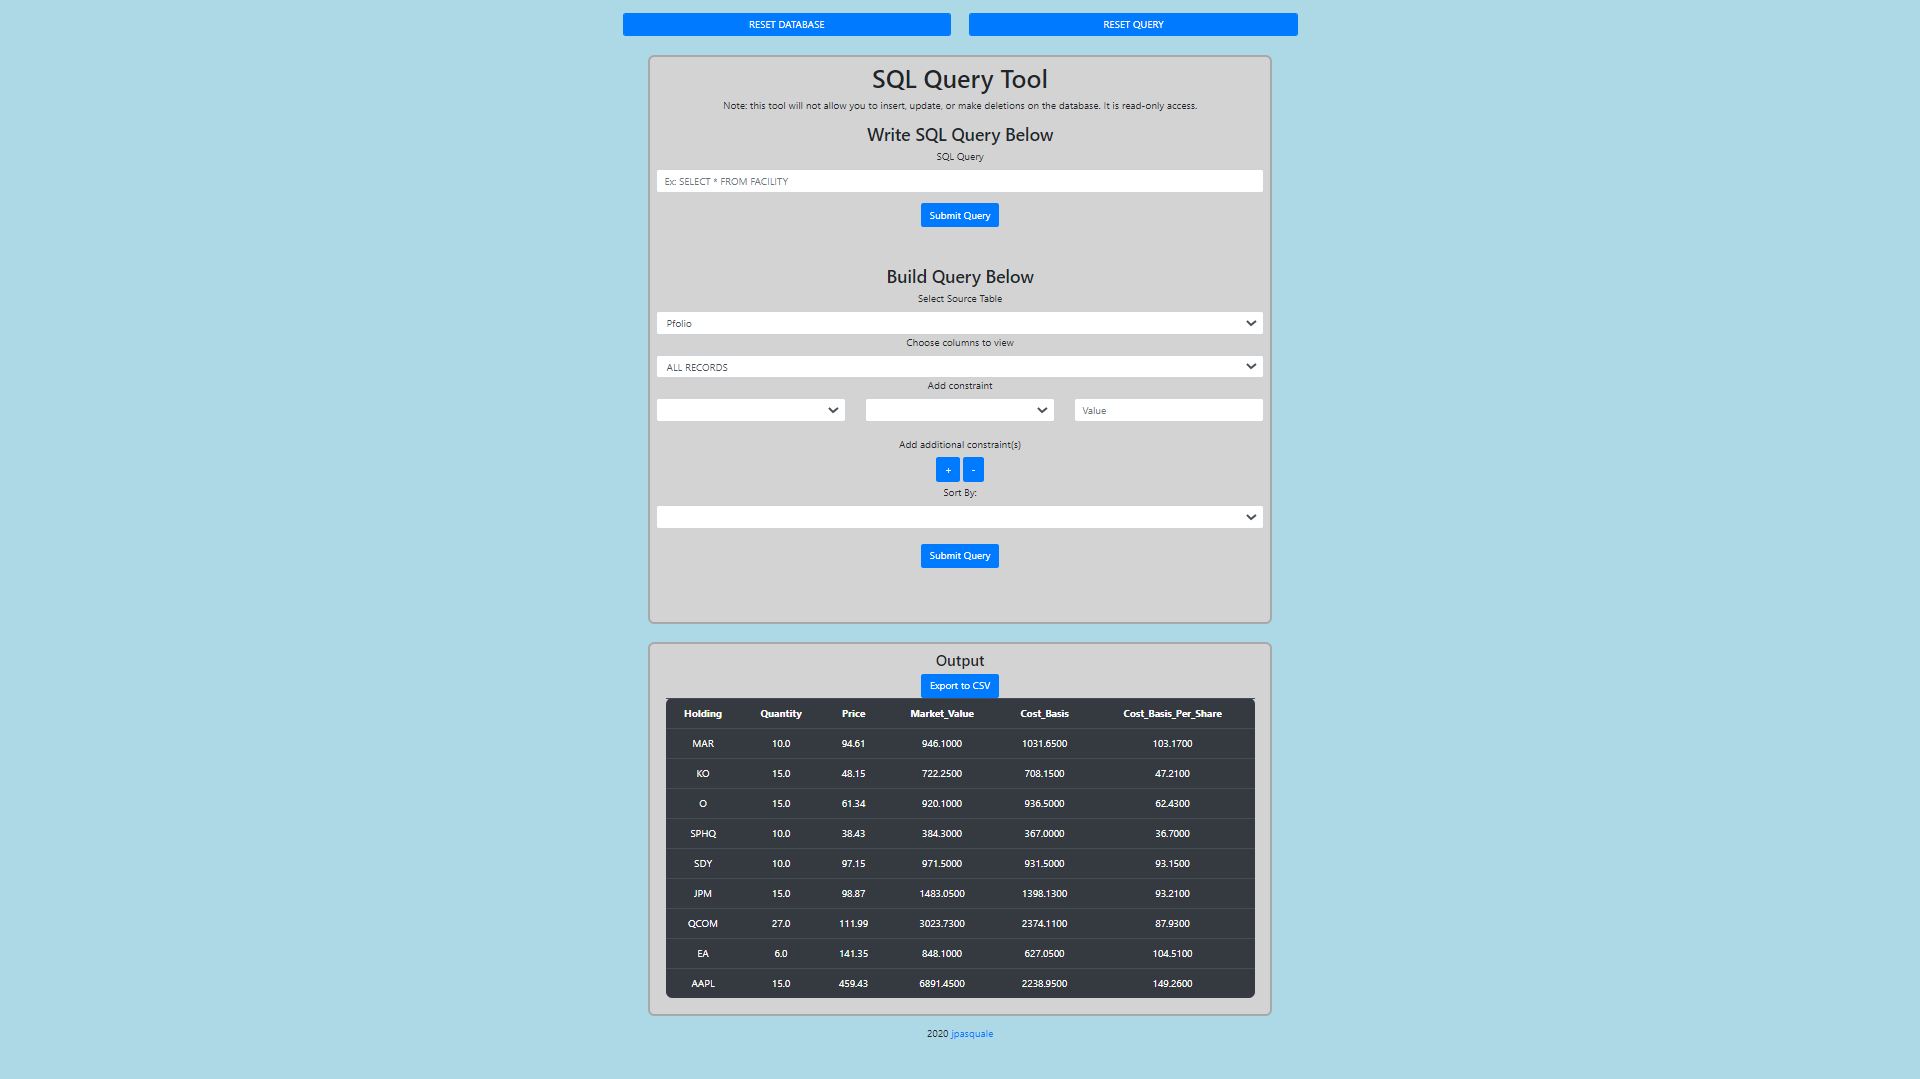 RESET DATABASE RESET QUERY
SQL Query Tool
Note: this tool will not allow you to insert, update, or make deletions on the database. It is read-only access.
Write SQL Query Below
SQL Query
Ex: SELECT * FROM FACILITY
Submit Query
Build Query Below
Select Source Table
Pfolio
Choose columns to view
ALL RECORDS
Add constraint
Value
Add additional constraint(s)
+ -
Sort By:
Submit Query
Output
Export to CSV
Holding Quantity Price Market_Value Cost_Basis Cost_Basis_Per_Share
MAR 10.0 94.61 946.1000 1031.6500 103.1700
KO 15.0 48.15 722.2500 708.1500 47.2100
O 15.0 61.34 920.1000 936.5000 62.4300
SPHQ 10.0 38.43 384.3000 367.0000 36.7000
SDY 10.0 97.15 971.5000 931.5000 93.1500
JPM 15.0 98.87 1483.0500 1398.1300 93.2100
QCOM 27.0 111.99 3023.7300 2374.1100 87.9300
EA 6.0 141.35 848.1000 627.0500 104.5100
AAPL 15.0 459.43 6891.4500 2238.9500 149.2600
2020 jpasquale